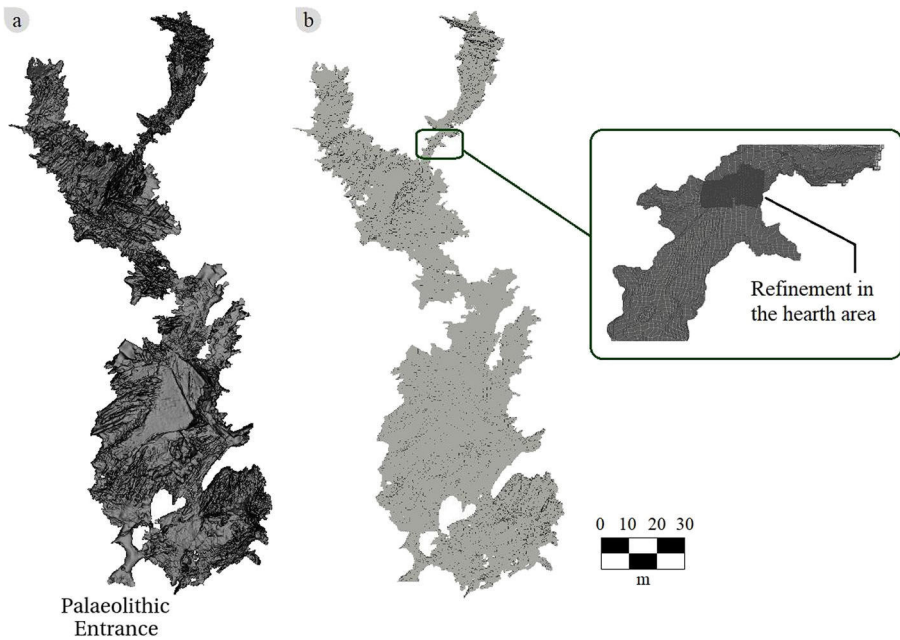 a
b
Refinement in
the hearth area
0 10 20 30
m
Palaeolithic
Entrance